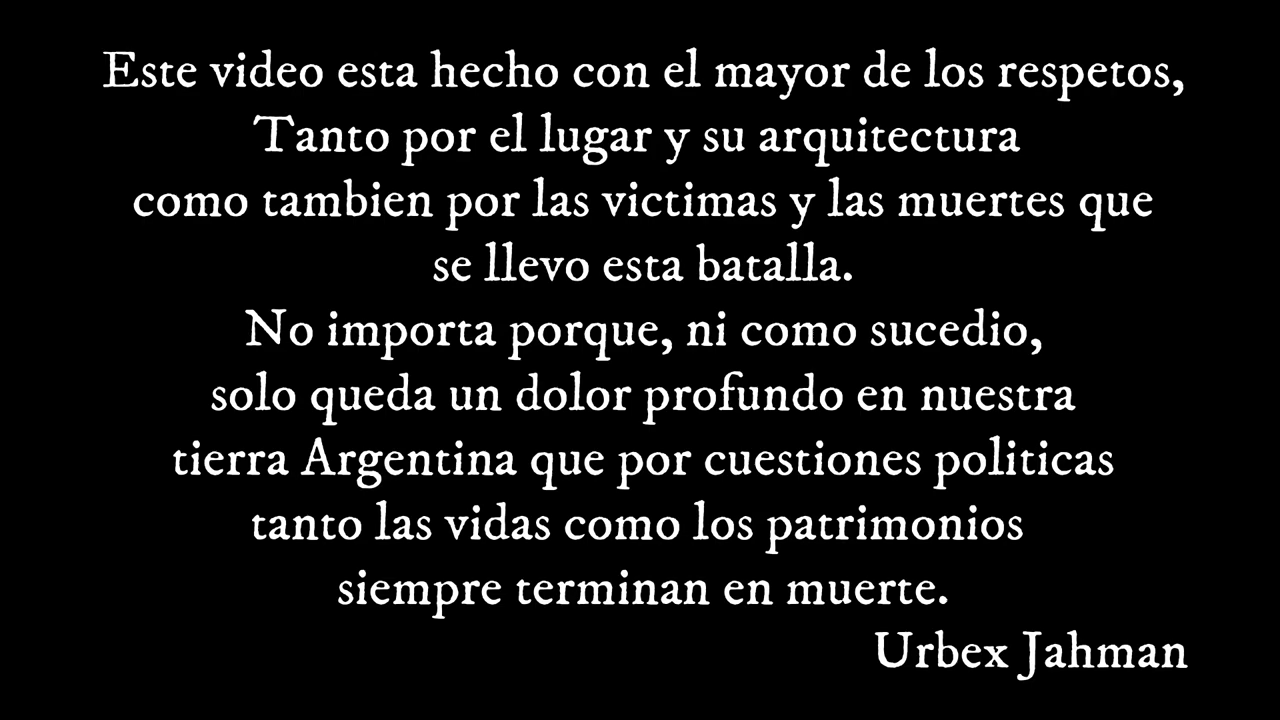 Este video esta hecho con el mayor de los respetos,
Tanto por el lugar y su arquitectura
como tambien por las victimas y las muertes que
se llevo esta batalla.
No importa porque, ni como sucedio,
solo queda un dolor profundo en nuestra
tierra Argentina que por cuestiones politicas
tanto las vidas como los patrimonios
siempre terminan en muerte.
Urbex Jahman